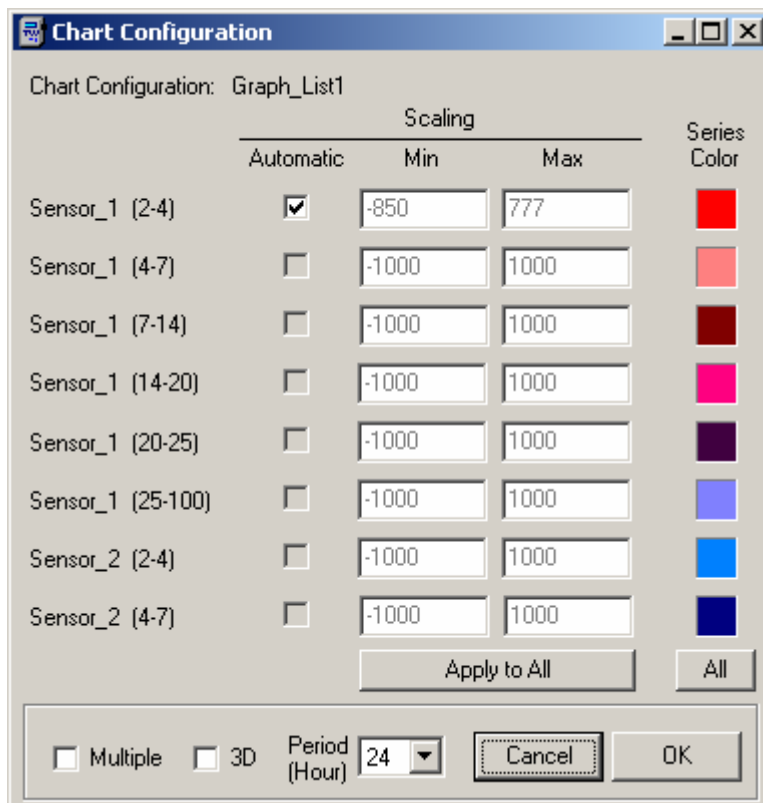 Chart Configuration
Chart Configuration: Graph_List1
Scaling
Series
Color
Automatic Min Max
Sensor_1 (2-4) -850 777
Sensor_1 (4-7) -1000 1000
Sensor_1 (7-14) -1000 1000
Sensor_1 (14-20) -1000 1000
Sensor_1 (20-25) -1000 1000
Sensor_1 (25-100) -1000 1000
Sensor_2 (2-4) -1000 1000
Sensor_2 (4-7) -1000 1000
Apply to All All
Multiple 3D Period
(Hour) 24 Cancel OK